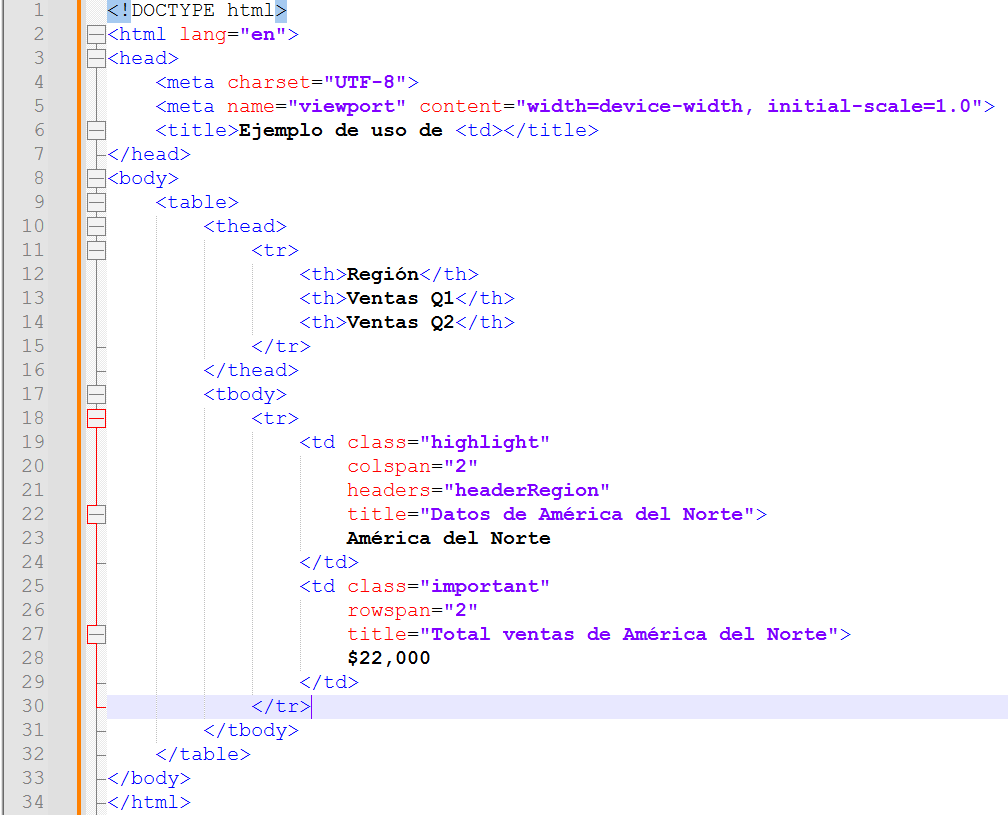 1 <!DOCTYPE html>
2 <html lang="en">
3 <head>
4     <meta charset="UTF-8">
5     <meta name="viewport" content="width=device-width, initial-scale=1.0">
6     <title>Ejemplo de uso de <td></title>
7 </head>
8 <body>
9     <table>
10         <thead>
11             <tr>
12                 <th>Región</th>
13                 <th>Ventas Q1</th>
14                 <th>Ventas Q2</th>
15             </tr>
16         </thead>
17         <tbody>
18             <tr>
19                 <td class="highlight"
20                     colspan="2"
21                     headers="headerRegion"
22                     title="Datos de América del Norte">
23                     América del Norte
24                 </td>
25                 <td class="important"
26                     rowspan="2"
27                     title="Total ventas de América del Norte">
28                     $22,000
29                 </td>
30             </tr>
31         </tbody>
32     </table>
33 </body>
34 </html>